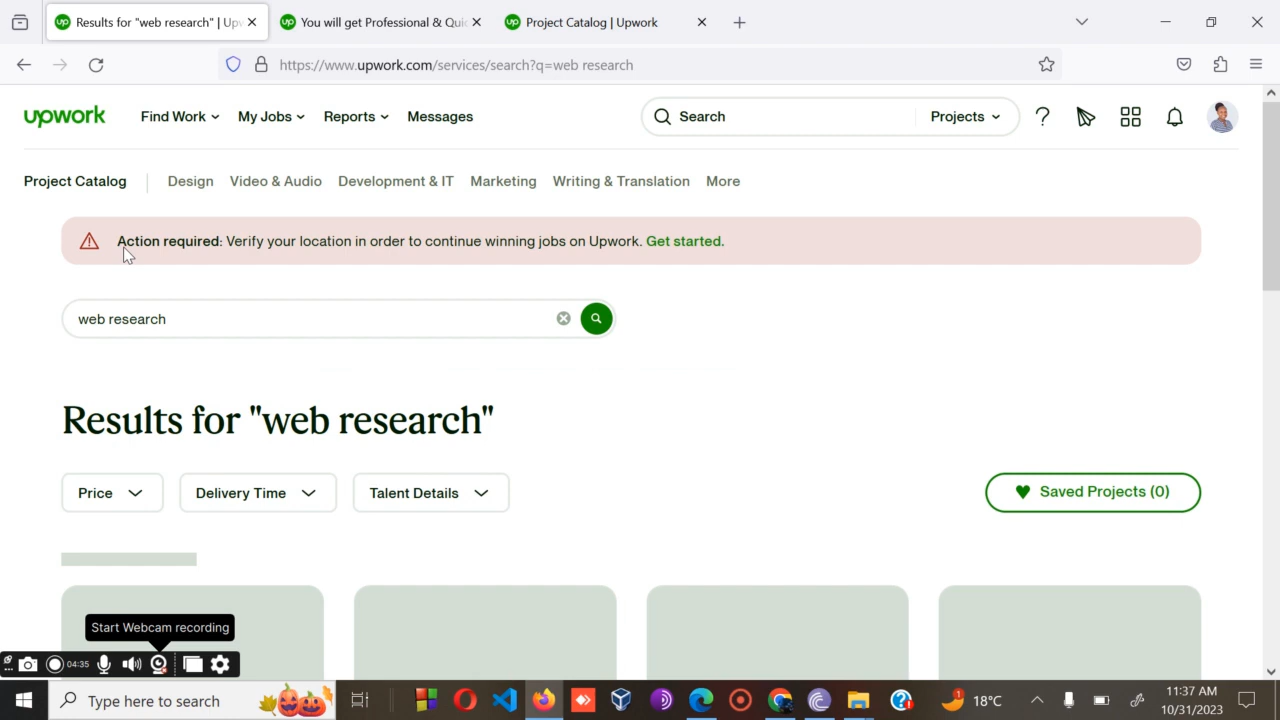 Results for "web research" | Upw
You will get Professional & Quic
Project Catalog | Upwork
https://www.upwork.com/services/search?q=web research
upwork Find Work My Jobs Reports Messages Search Projects
Project Catalog Design Video & Audio Development & IT Marketing Writing & Translation More
Action required: Verify your location in order to continue winning jobs on Upwork. Get started.
web research
Results for "web research"
Price Delivery Time Talent Details Saved Projects (0)
Start Webcam recording
04:35
Type here to search
1 18°C
11:37 AM
10/31/2023